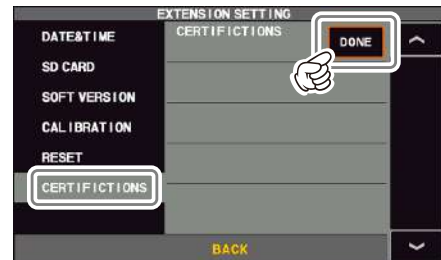 EXTENSION SETTING
DATE&TIME
SD CARD
SOFT VERSION
CALIBRATION
RESET
CERTIFICTIONS
CERTIFICTIONS
DONE
BACK